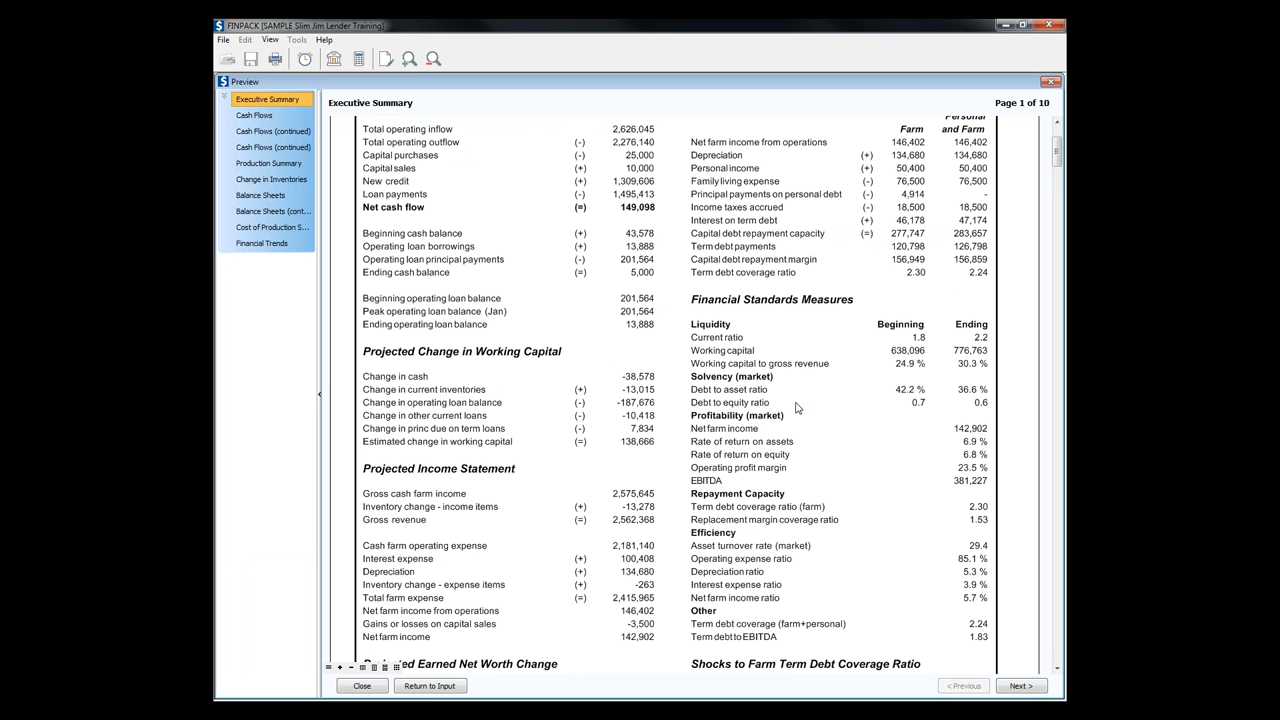 FINPACK [SAMPLE Slim Jim Lender Training]
File Edit View Tools Help
Preview
Executive Summary
Cash Flows
Cash Flows (continued)
Cash Flows (continued)
Production Summary
Change in Inventories
Balance Sheets
Balance Sheets (cont...
Cost of Production S...
Financial Trends
Executive Summary Page 1 of 10
Total operating inflow 2,626,045
Total operating outflow (-) 2,276,140
Capital purchases (-) 25,000
Capital sales (+) 10,000
New credit (+) 1,309,606
Loan payments (-) 1,495,413
Net cash flow (=) 149,098
Beginning cash balance (+) 43,578
Operating loan borrowings (+) 13,888
Operating loan principal payments (-) 201,564
Ending cash balance (=) 5,000
Beginning operating loan balance 201,564
Peak operating loan balance (Jan) 201,564
Ending operating loan balance 13,888
Projected Change in Working Capital
Change in cash -38,578
Change in current inventories (+) -13,015
Change in operating loan balance (-) -187,676
Change in other current loans (-) -10,418
Change in princ due on term loans (-) 7,834
Estimated change in working capital (=) 138,666
Projected Income Statement
Gross cash farm income 2,575,645
Inventory change - income items (+) -13,278
Gross revenue (=) 2,562,368
Cash farm operating expense 2,181,140
Interest expense (+) 100,408
Depreciation (+) 134,680
Inventory change - expense items (+) -263
Total farm expense (=) 2,415,965
Net farm income from operations 146,402
Gains or losses on capital sales -3,500
Net farm income 142,902
Projected Earned Net Worth Change
Personal
Farm and Farm
Net farm income from operations 146,402 146,402
Depreciation (+) 134,680 134,680
Personal income (+) 50,400 50,400
Family living expense (-) 76,500 76,500
Principal payments on personal debt (-) 4,914 -
Income taxes accrued (-) 18,500 18,500
Interest on term debt (+) 46,178 47,174
Capital debt repayment capacity (=) 277,747 283,657
Term debt payments 120,798 126,798
Capital debt repayment margin 156,949 156,859
Term debt coverage ratio 2.30 2.24
Financial Standards Measures
Liquidity Beginning Ending
Current ratio 1.8 2.2
Working capital 638,096 776,763
Working capital to gross revenue 24.9 % 30.3 %
Solvency (market)
Debt to asset ratio 42.2 % 36.6 %
Debt to equity ratio 0.7 0.6
Profitability (market)
Net farm income 142,902
Rate of return on assets 6.9 %
Rate of return on equity 6.8 %
Operating profit margin 23.5 %
EBITDA 381,227
Repayment Capacity
Term debt coverage ratio (farm) 2.30
Replacement margin coverage ratio 1.53
Efficiency
Asset turnover rate (market) 29.4
Operating expense ratio 85.1 %
Depreciation ratio 5.3 %
Interest expense ratio 3.9 %
Net farm income ratio 5.7 %
Other
Term debt coverage (farm+personal) 2.24
Term debt to EBITDA 1.83
Shocks to Farm Term Debt Coverage Ratio
Close Return to Input < Previous Next >